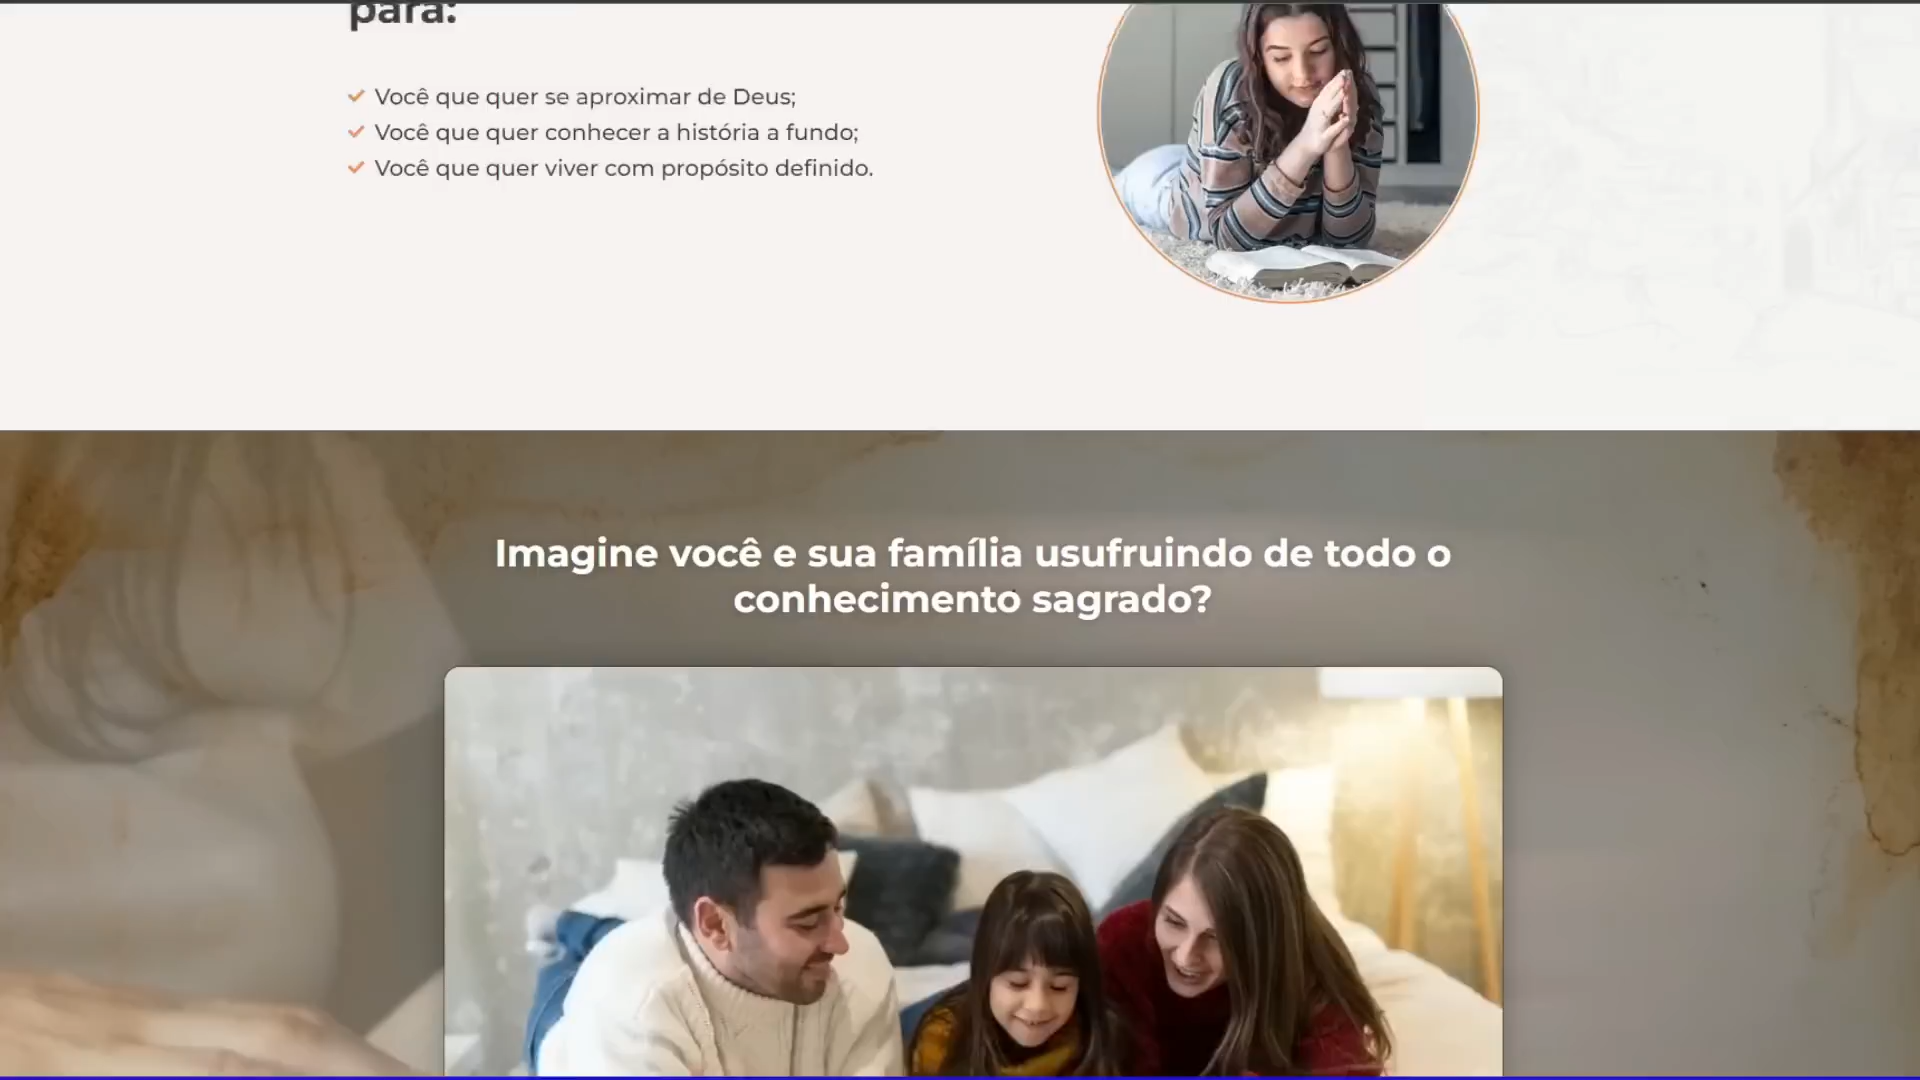 para:
Você que quer se aproximar de Deus;
Você que quer conhecer a história a fundo;
Você que quer viver com propósito definido.
Imagine você e sua família usufruindo de todo o
conhecimento sagrado?